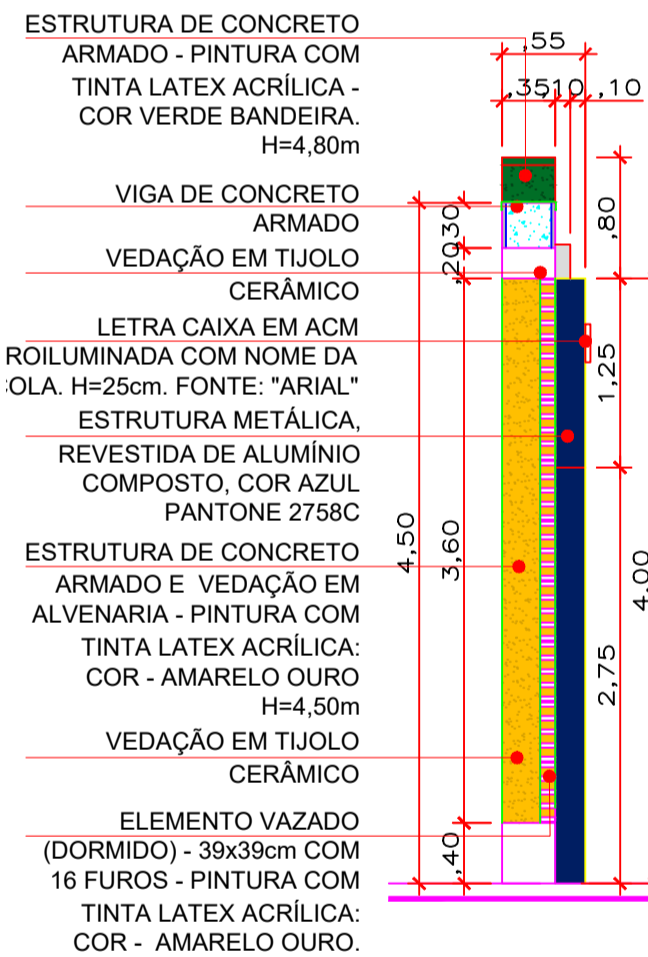 ESTRUTURA DE CONCRETO
ARMADO - PINTURA COM
TINTA LATEX ACRÍLICA -
COR VERDE BANDEIRA.
H=4,80m
VIGA DE CONCRETO
ARMADO
VEDAÇÃO EM TIJOLO
CERÂMICO
LETRA CAIXA EM ACM
ROILUMINADA COM NOME DA
OLA. H=25cm. FONTE: "ARIAL"
ESTRUTURA METÁLICA,
REVESTIDA DE ALUMÍNIO
COMPOSTO, COR AZUL
PANTONE 2758C
ESTRUTURA DE CONCRETO
ARMADO E VEDAÇÃO EM
ALVENARIA - PINTURA COM
TINTA LATEX ACRÍLICA:
COR - AMARELO OURO
H=4,50m
VEDAÇÃO EM TIJOLO
CERÂMICO
ELEMENTO VAZADO
(DORMIDO) - 39x39cm COM
16 FUROS - PINTURA COM
TINTA LATEX ACRÍLICA:
COR - AMARELO OURO.
,55
,35
,10
,10
,30
,20
,80
1,25
4,50
3,60
4,00
2,75
,40